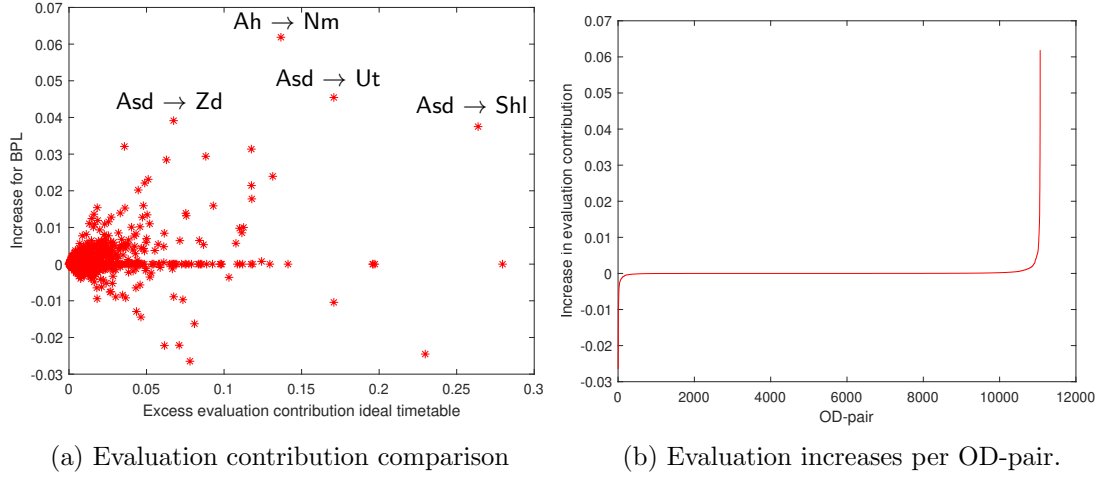 Ah → Nm
Asd → Ut
Asd → Zd
Asd → Shl
0.07
0.06
0.05
0.04
0.03
0.02
0.01
0
-0.01
-0.02
-0.03
Increase for BPL
0 0.05 0.1 0.15 0.2 0.25 0.3
Excess evaluation contribution ideal timetable
(a) Evaluation contribution comparison
0.07
0.06
0.05
0.04
0.03
0.02
0.01
0
-0.01
-0.02
-0.03
Increase in evaluation contribution
0 2000 4000 6000 8000 10000 12000
OD-pair
(b) Evaluation increases per OD-pair.